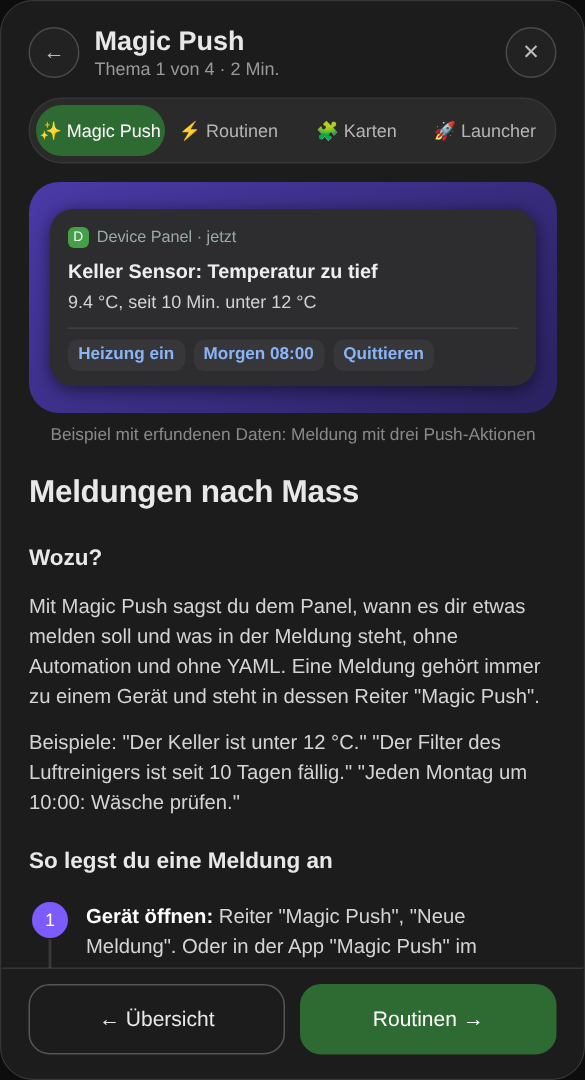 ←
Magic Push
Thema 1 von 4 · 2 Min.
✕
✨ Magic Push
⚡ Routinen
🧩 Karten
🚀 Launcher
D Device Panel · jetzt
Keller Sensor: Temperatur zu tief
9.4 °C, seit 10 Min. unter 12 °C
Heizung ein
Morgen 08:00
Quittieren
Beispiel mit erfundenen Daten: Meldung mit drei Push-Aktionen
Meldungen nach Mass
Wozu?
Mit Magic Push sagst du dem Panel, wann es dir etwas
melden soll und was in der Meldung steht, ohne
Automation und ohne YAML. Eine Meldung gehört immer
zu einem Gerät und steht in dessen Reiter "Magic Push".
Beispiele: "Der Keller ist unter 12 °C." "Der Filter des
Luftreinigers ist seit 10 Tagen fällig." "Jeden Montag um
10:00: Wäsche prüfen."
So legst du eine Meldung an
1
Gerät öffnen: Reiter "Magic Push", "Neue
Meldung". Oder in der App "Magic Push" im
← Übersicht
Routinen →